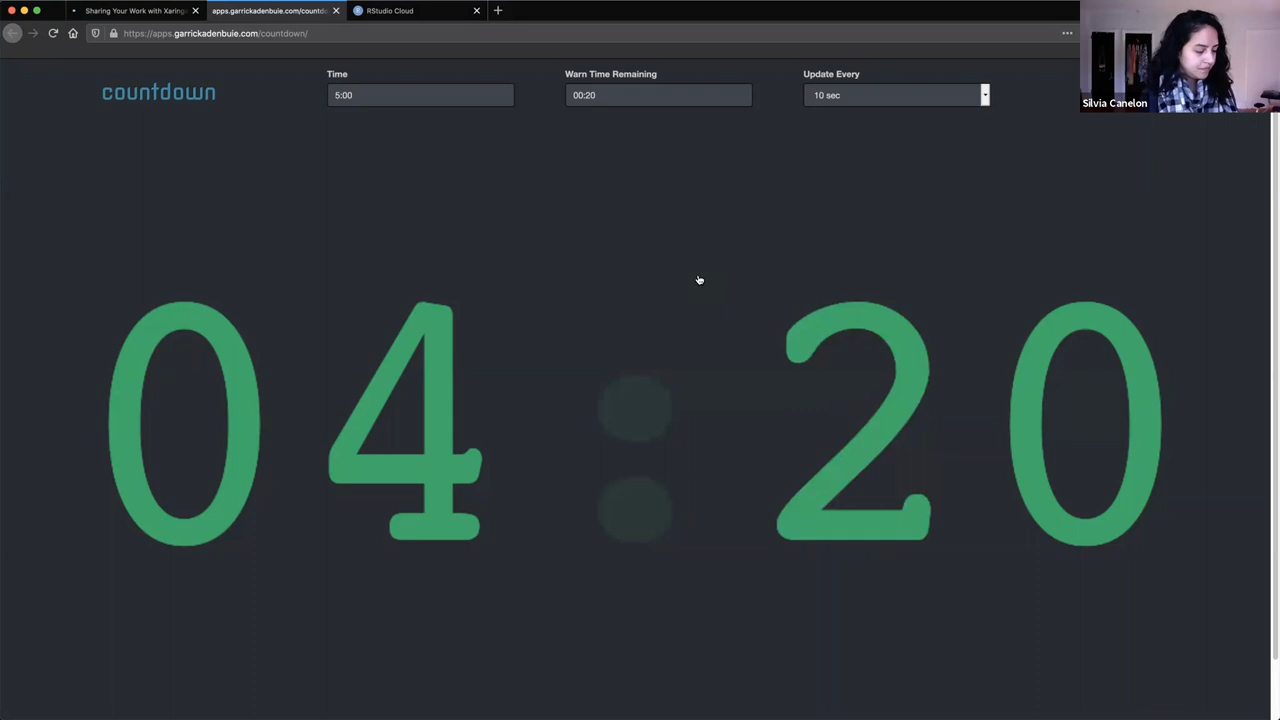 Sharing Your Work with Xaring
apps.garrickadenbuie.com/countdo
RStudio Cloud
https://apps.garrickadenbuie.com/countdown/
countdown
Time
5:00
Warn Time Remaining
00:20
Update Every
10 sec
Silvia Canelon
04:20